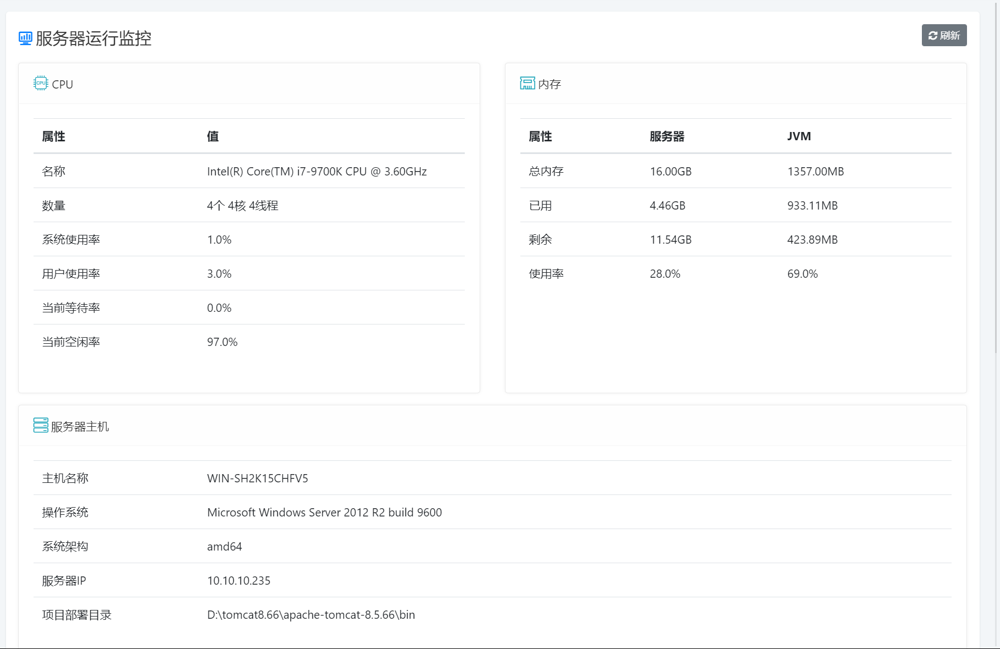 服务器运行监控
刷新
CPU
CPU
属性 值
名称 Intel(R) Core(TM) i7-9700K CPU @ 3.60GHz
数量 4个 4核 4线程
系统使用率 1.0%
用户使用率 3.0%
当前等待率 0.0%
当前空闲率 97.0%
内存
属性 服务器 JVM
总内存 16.00GB 1357.00MB
已用 4.46GB 933.11MB
剩余 11.54GB 423.89MB
使用率 28.0% 69.0%
服务器主机
主机名称 WIN-SH2K15CHFV5
操作系统 Microsoft Windows Server 2012 R2 build 9600
系统架构 amd64
服务器IP 10.10.10.235
项目部署目录 D:\tomcat8.66\apache-tomcat-8.5.66\bin